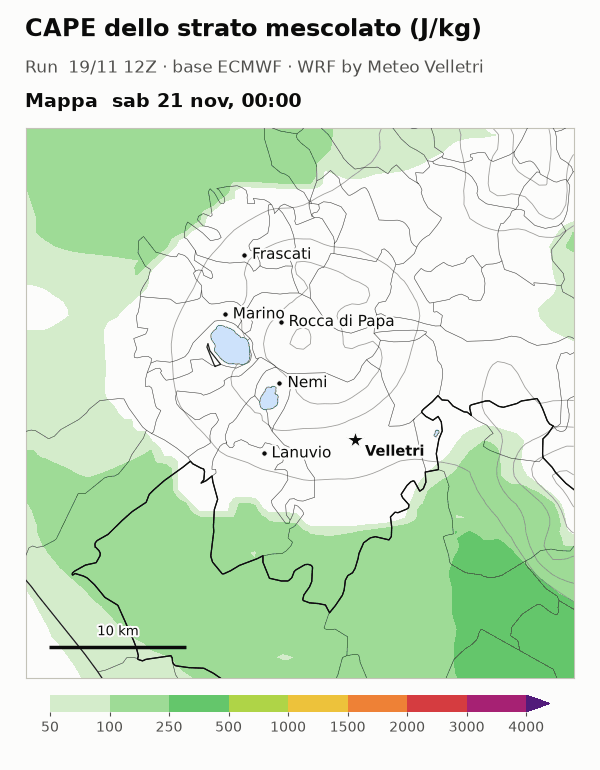 CAPE dello strato mescolato (J/kg)
Run  19/11 12Z · base ECMWF · WRF by Meteo Velletri
Mappa  sab 21 nov, 00:00
Frascati
Marino
Rocca di Papa
Nemi
Velletri
Lanuvio
10 km
50 100 250 500 1000 1500 2000 3000 4000